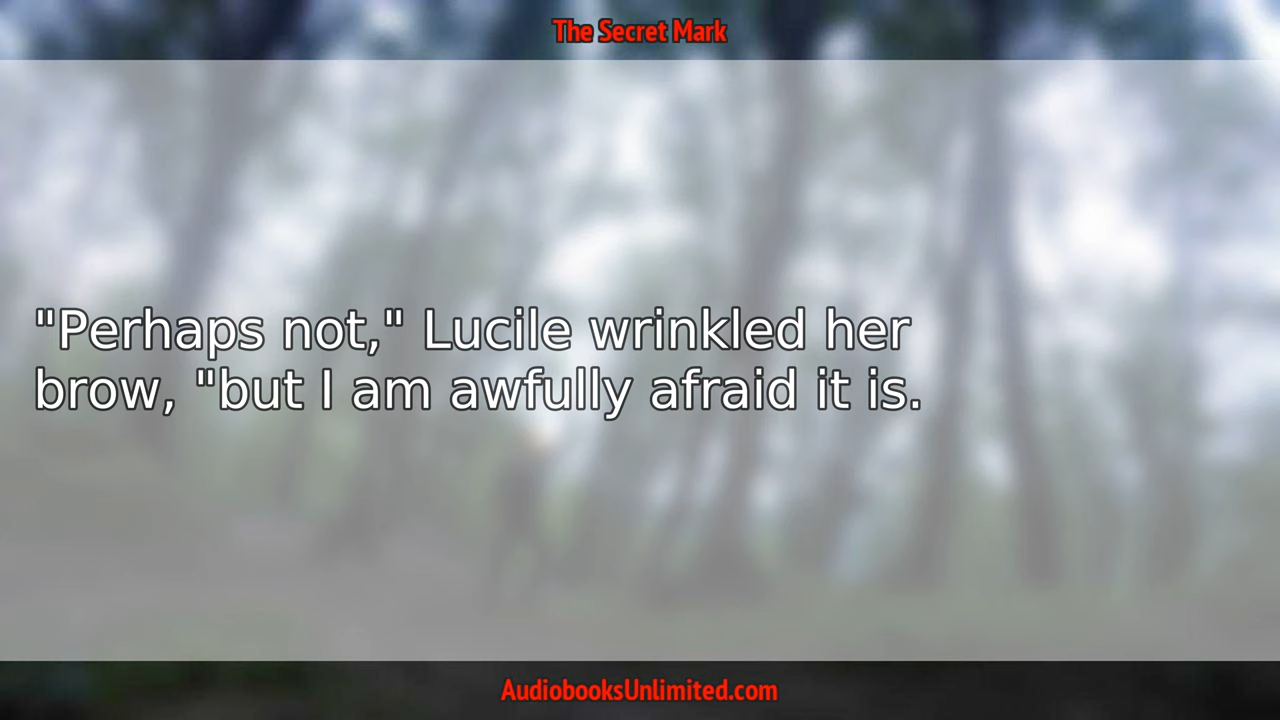 The Secret Mark
"Perhaps not," Lucile wrinkled her
brow, "but I am awfully afraid it is.
AudiobooksUnlimited.com